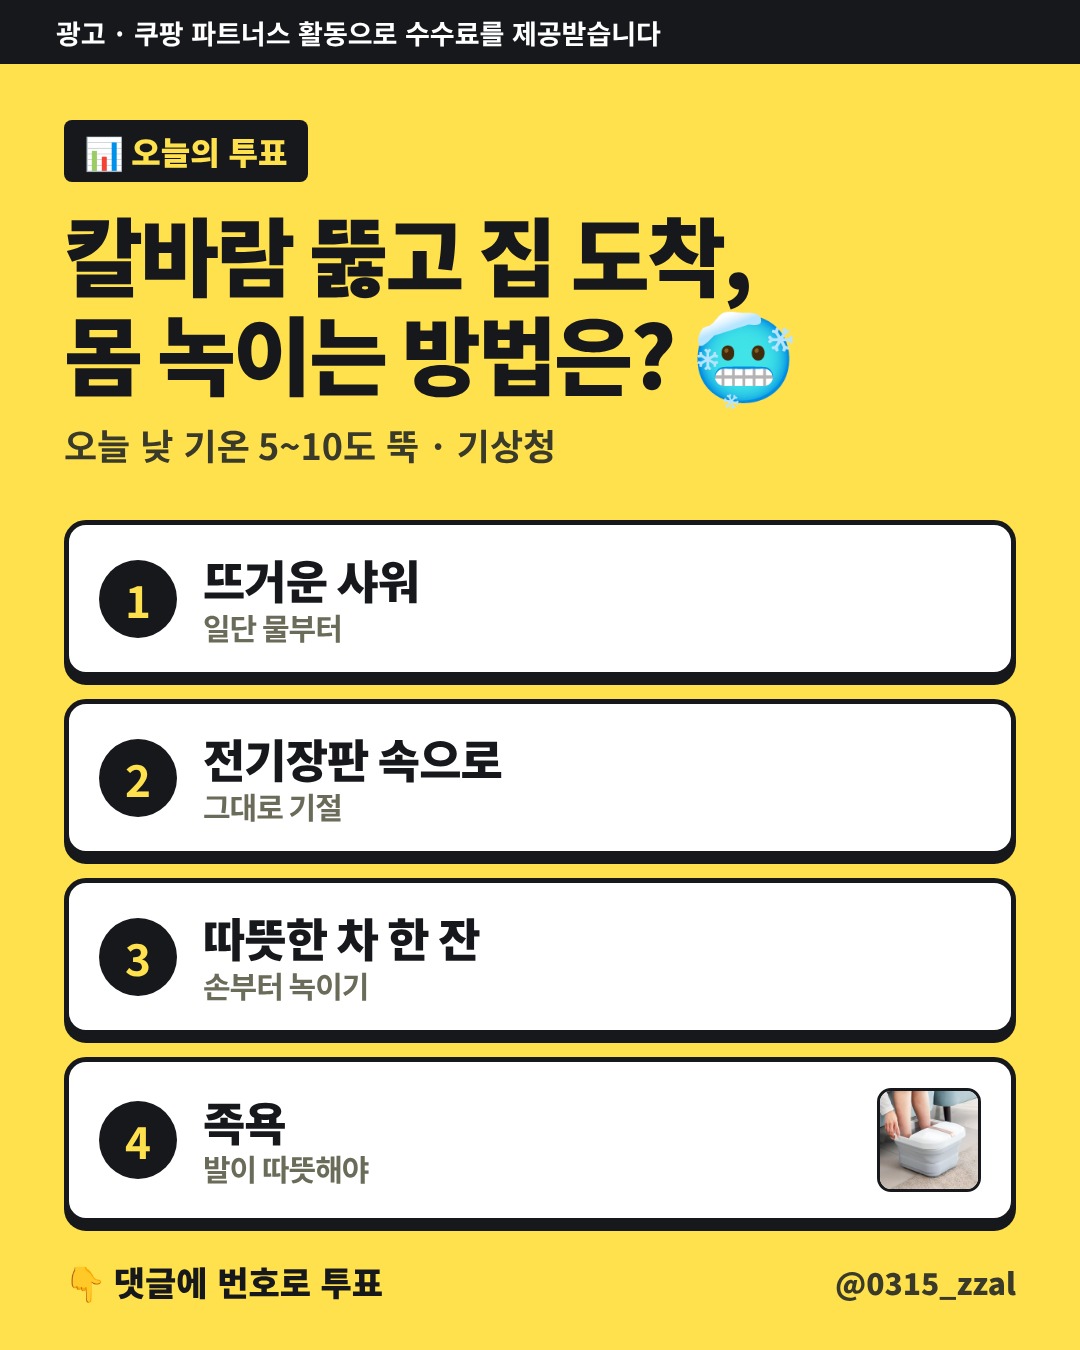 광고 · 쿠팡 파트너스 활동으로 수수료를 제공받습니다
📊 오늘의 투표
칼바람 뚫고 집 도착,
몸 녹이는 방법은? 🥶
오늘 낮 기온 5~10도 뚝 · 기상청
1
뜨거운 샤워
일단 물부터
2
전기장판 속으로
그대로 기절
3
따뜻한 차 한 잔
손부터 녹이기
4
족욕
발이 따뜻해야
👇 댓글에 번호로 투표
@0315_zzal